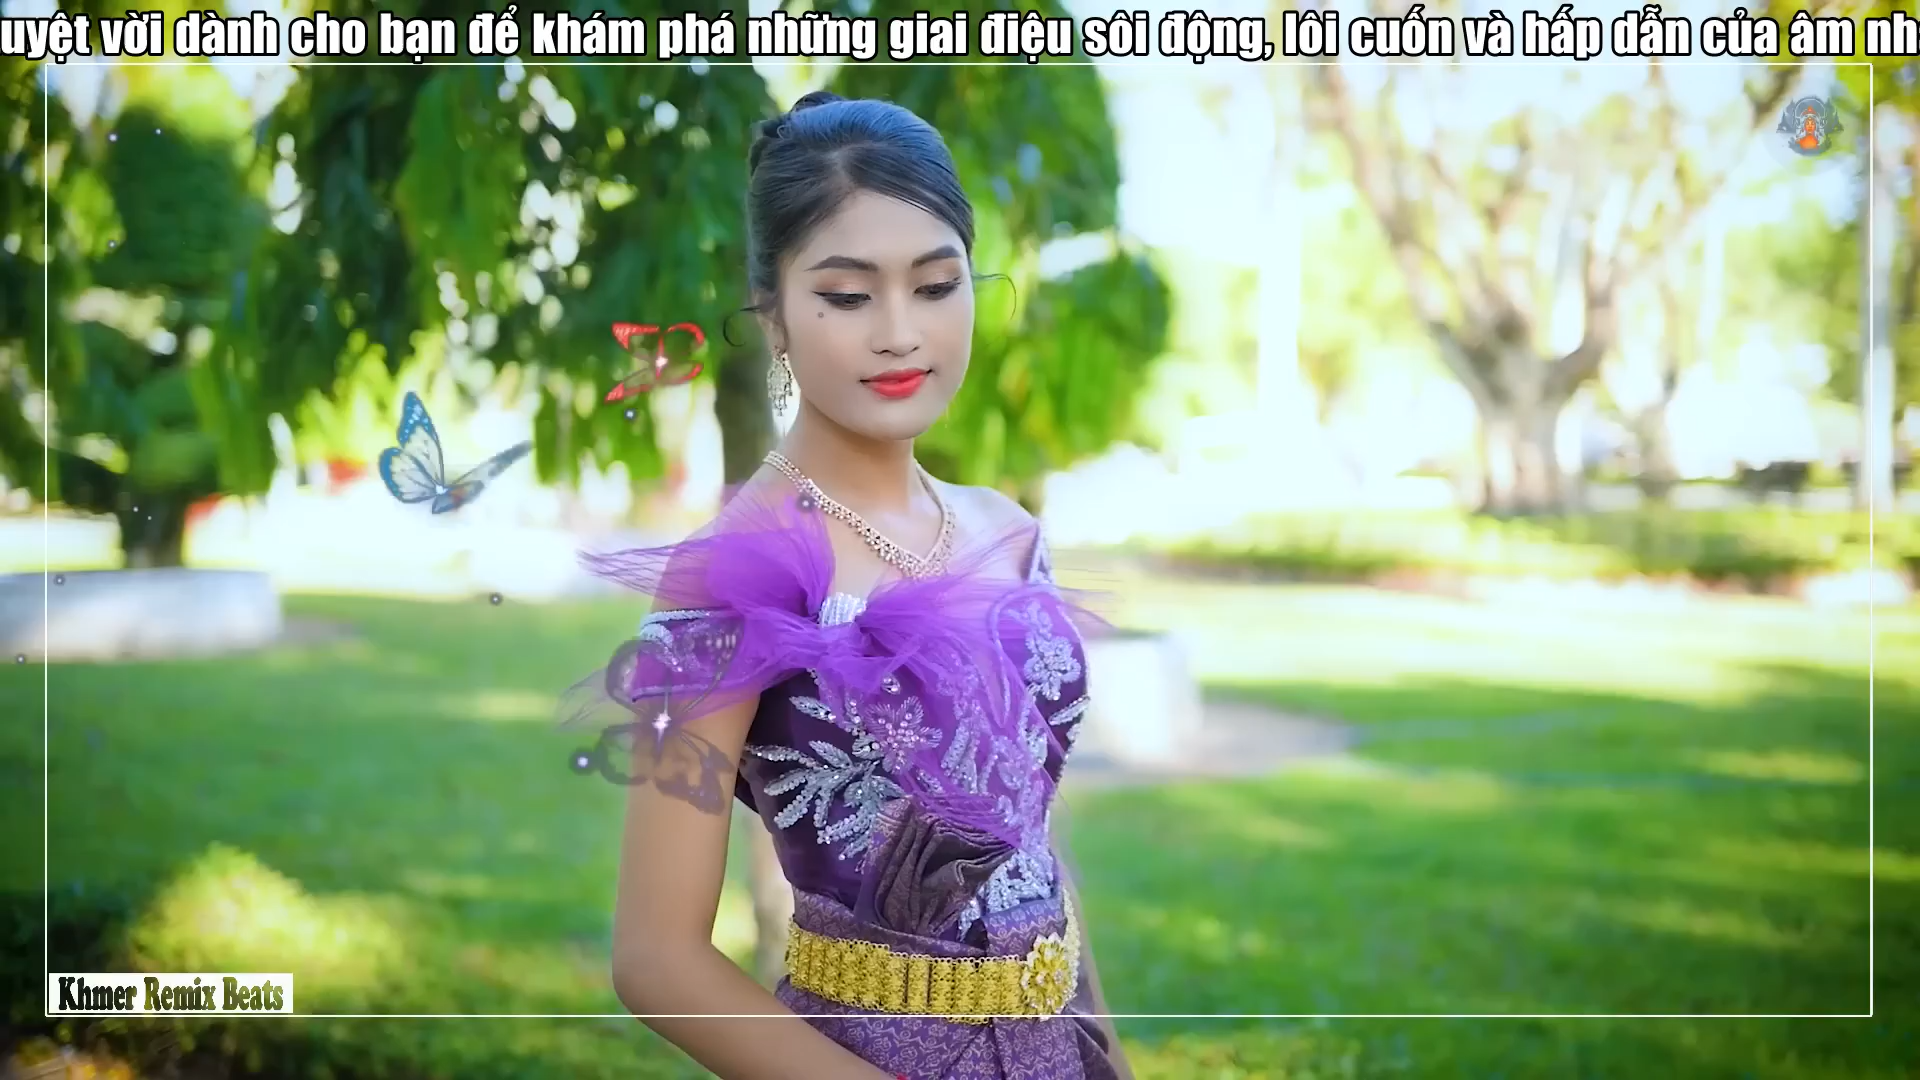 uyệt vời dành cho bạn để khám phá những giai điệu sôi động, lôi cuốn và hấp dẫn của âm nh
Khmer Remix Beats